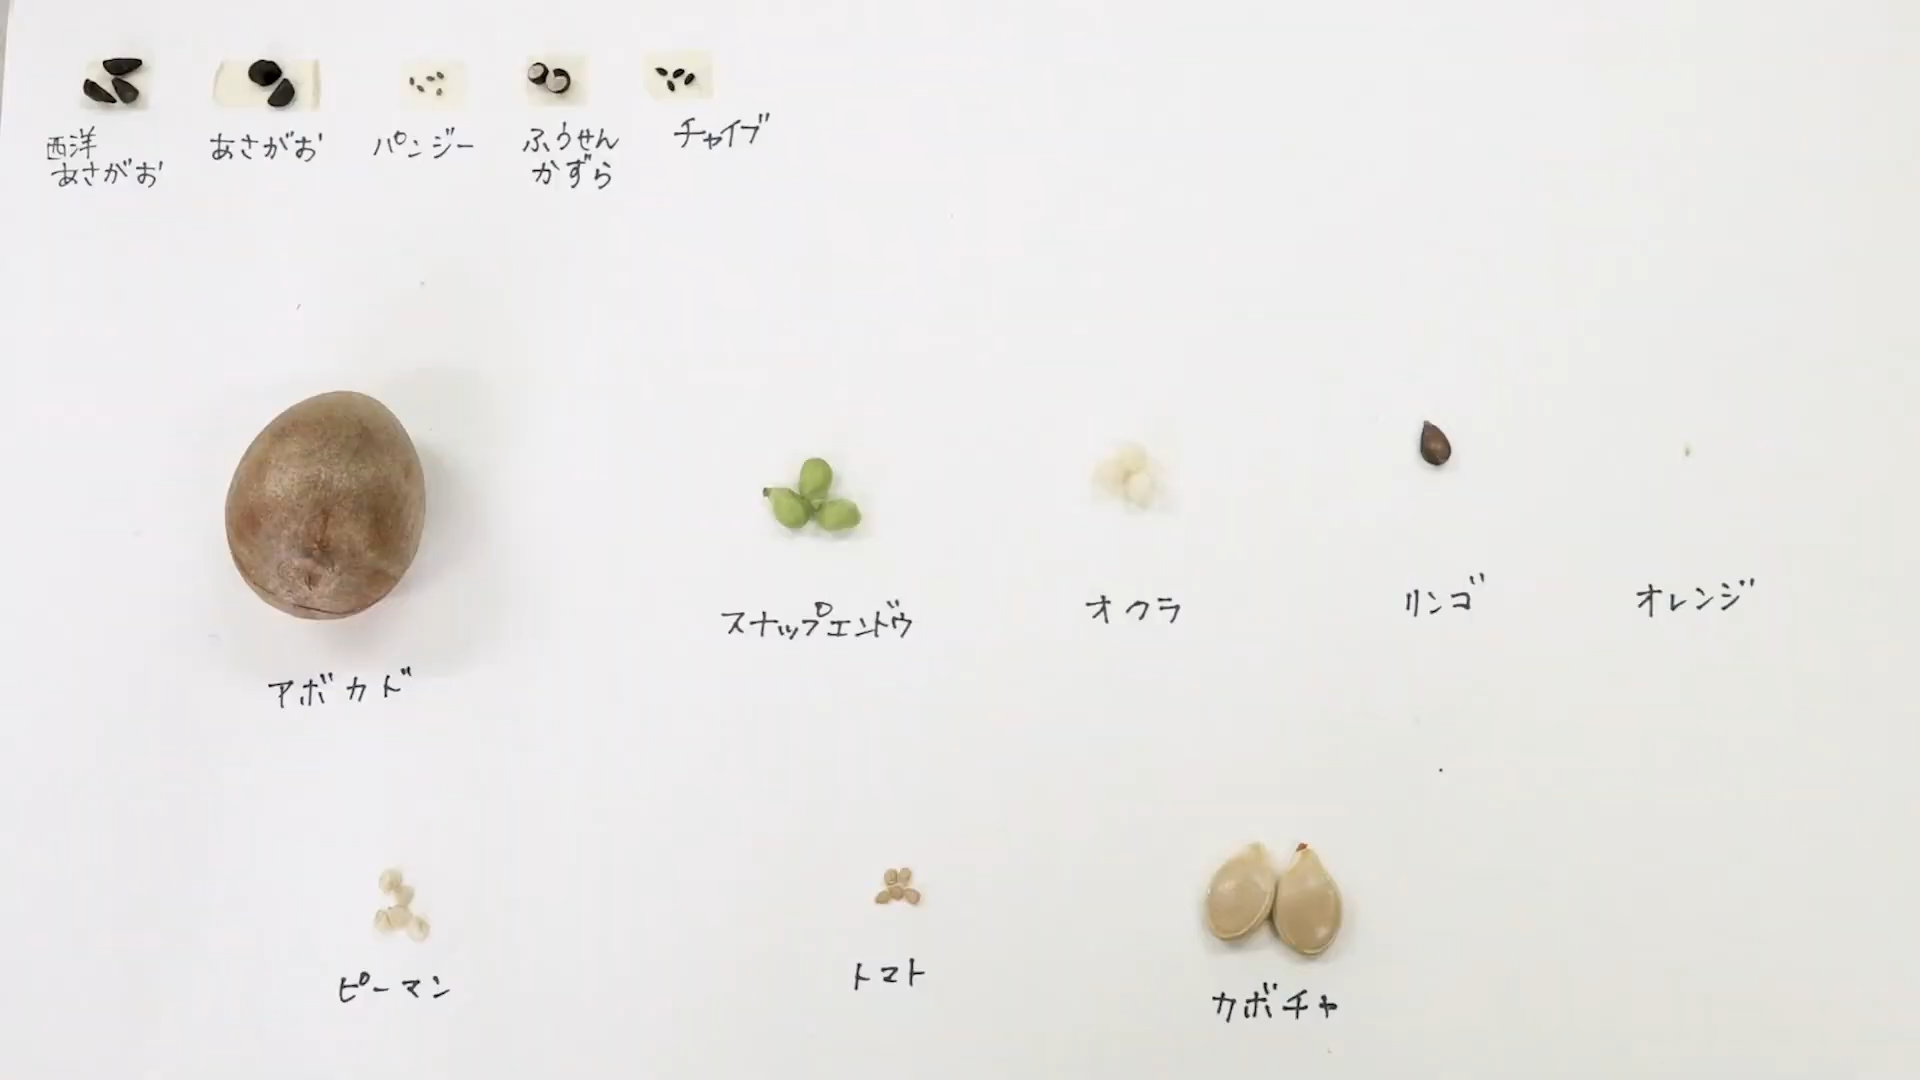 西洋
あさがお
あさがお
パンジー
ふうせん
かずら
チャイブ
アボカド
スナップエンドウ
オクラ
リンゴ
オレンジ
ピーマン
トマト
カボチャ